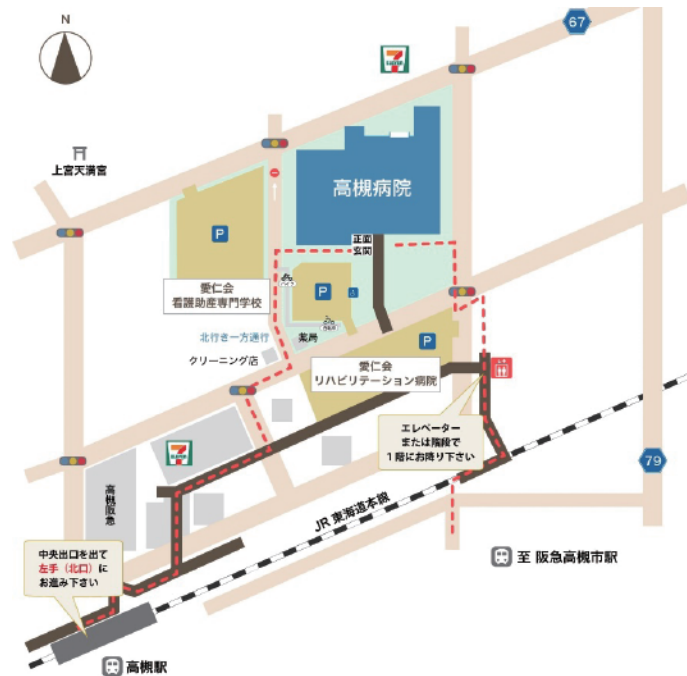 N
67
上宮天満宮
高槻病院
正面
玄関
P
愛仁会
看護助産専門学校
P
バイク
自転車
北行き一方通行
薬局
クリーニング店
P
愛仁会
リハビリテーション病院
エレベーター
または階段で
1階にお降り下さい
高槻阪急
JR 東海道本線
79
中央出口を出て
左手（北口）に
お進み下さい
至 阪急高槻市駅
高槻駅